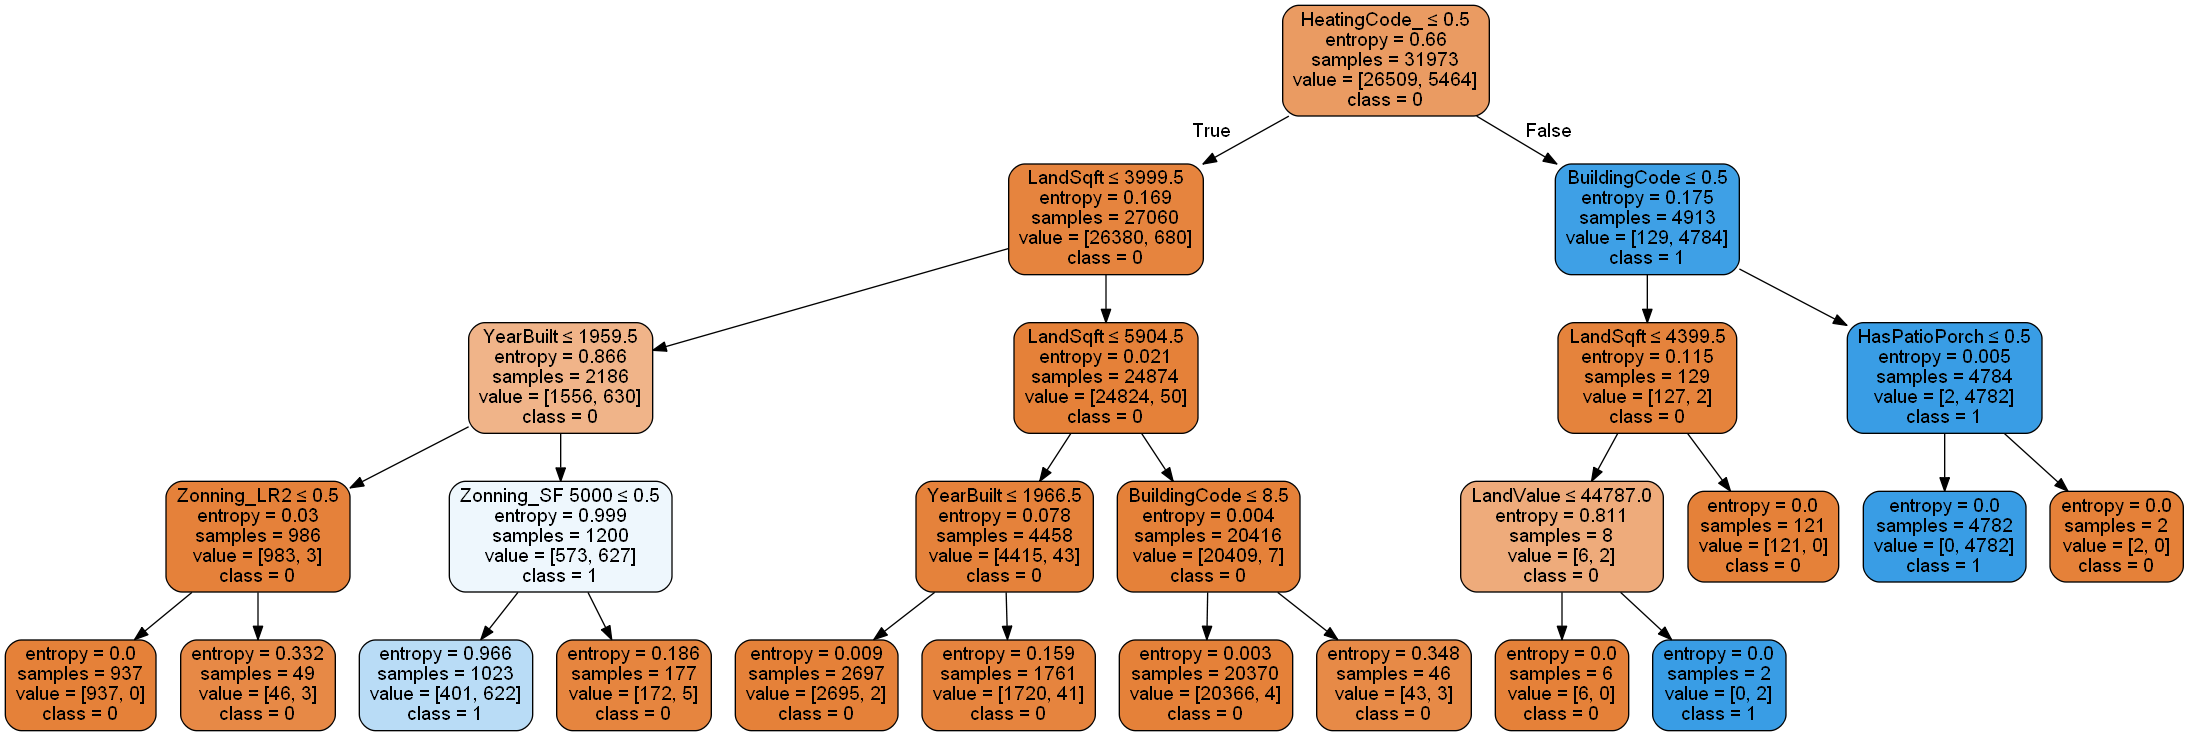 HeatingCode_ ≤ 0.5
entropy = 0.66
samples = 31973
value = [26509, 5464]
class = 0
True
False
LandSqft ≤ 3999.5
entropy = 0.169
samples = 27060
value = [26380, 680]
class = 0
BuildingCode ≤ 0.5
entropy = 0.175
samples = 4913
value = [129, 4784]
class = 1
YearBuilt ≤ 1959.5
entropy = 0.866
samples = 2186
value = [1556, 630]
class = 0
LandSqft ≤ 5904.5
entropy = 0.021
samples = 24874
value = [24824, 50]
class = 0
LandSqft ≤ 4399.5
entropy = 0.115
samples = 129
value = [127, 2]
class = 0
HasPatioPorch ≤ 0.5
entropy = 0.005
samples = 4784
value = [2, 4782]
class = 1
Zonning_LR2 ≤ 0.5
entropy = 0.03
samples = 986
value = [983, 3]
class = 0
Zonning_SF 5000 ≤ 0.5
entropy = 0.999
samples = 1200
value = [573, 627]
class = 1
YearBuilt ≤ 1966.5
entropy = 0.078
samples = 4458
value = [4415, 43]
class = 0
BuildingCode ≤ 8.5
entropy = 0.004
samples = 20416
value = [20409, 7]
class = 0
LandValue ≤ 44787.0
entropy = 0.811
samples = 8
value = [6, 2]
class = 0
entropy = 0.0
samples = 121
value = [121, 0]
class = 0
entropy = 0.0
samples = 4782
value = [0, 4782]
class = 1
entropy = 0.0
samples = 2
value = [2, 0]
class = 0
entropy = 0.0
samples = 937
value = [937, 0]
class = 0
entropy = 0.332
samples = 49
value = [46, 3]
class = 0
entropy = 0.966
samples = 1023
value = [401, 622]
class = 1
entropy = 0.186
samples = 177
value = [172, 5]
class = 0
entropy = 0.009
samples = 2697
value = [2695, 2]
class = 0
entropy = 0.159
samples = 1761
value = [1720, 41]
class = 0
entropy = 0.003
samples = 20370
value = [20366, 4]
class = 0
entropy = 0.348
samples = 46
value = [43, 3]
class = 0
entropy = 0.0
samples = 6
value = [6, 0]
class = 0
entropy = 0.0
samples = 2
value = [0, 2]
class = 1